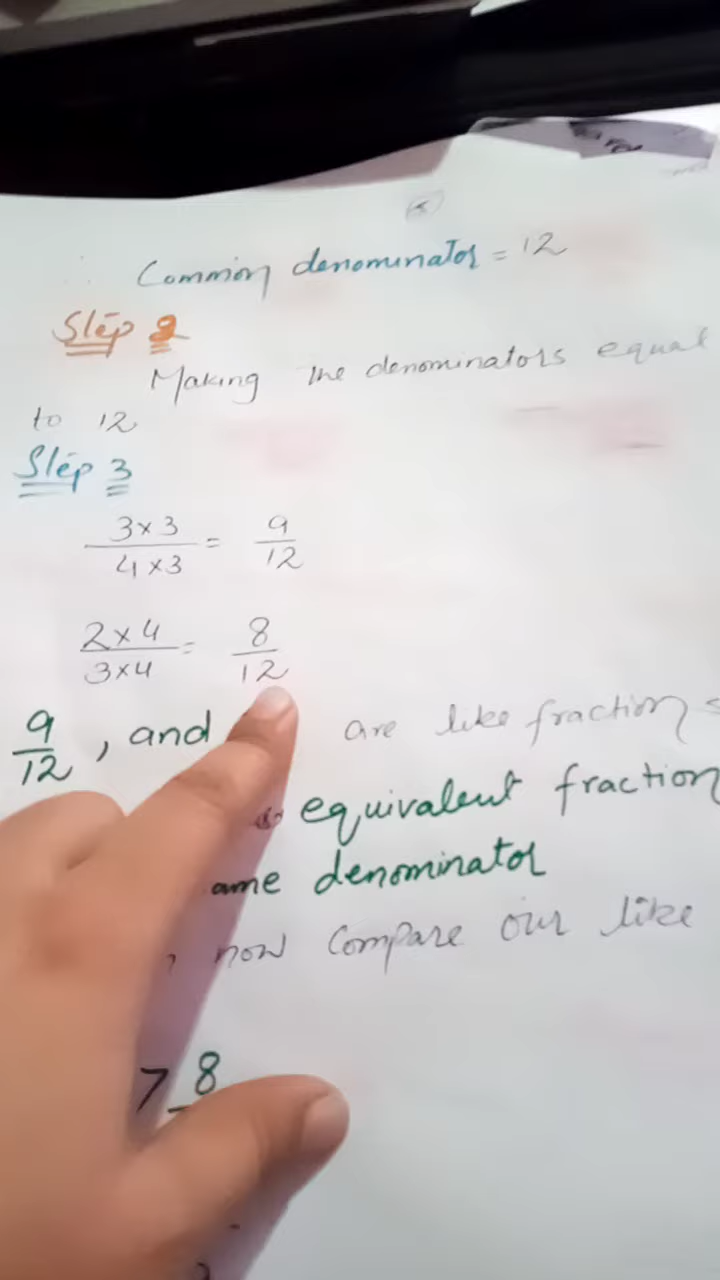 Common denominator = 12
Step 2
Making the denominators equal
to 12
Step 3
3×3/4×3 = 9/12
2×4/3×4 = 8/12
9/12, and are like fractions
equivalent fraction
ame denominator
now compare our like
> 8